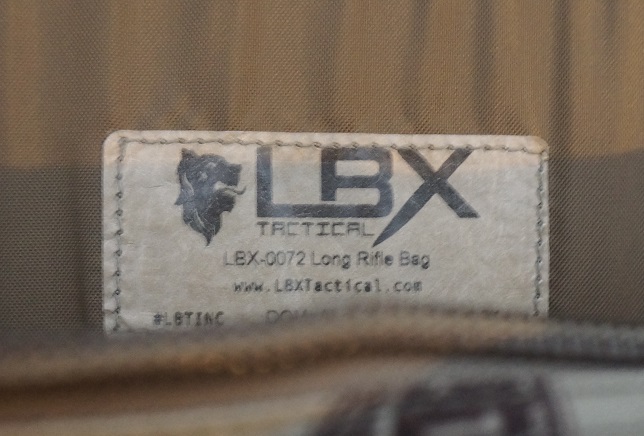 LBX
TACTICAL
LBX-0072 Long Rifle Bag
www.LBXTactical.com
#LBTINC